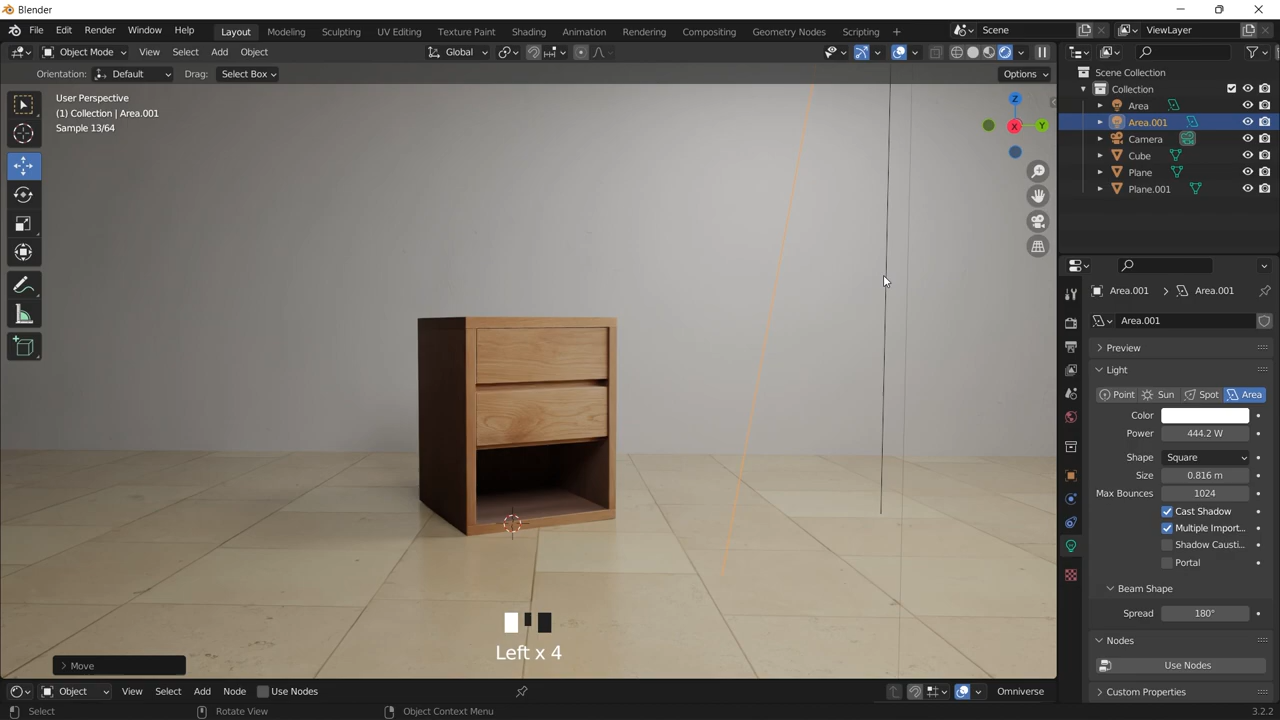 Blender
File Edit Render Window Help Layout Modeling Sculpting UV Editing Texture Paint Shading Animation Rendering Compositing Geometry Nodes Scripting + Scene ViewLayer
Object Mode View Select Add Object Global
Orientation: Default Drag: Select Box Options
User Perspective
(1) Collection | Area.001
Sample 13/64
Z
X
Y
Scene Collection
Collection
Area
Area.001
Camera
Cube
Plane
Plane.001
Area.001 > Area.001
Area.001
Preview
Light
Point Sun Spot Area
Color
Power 444.2 W
Shape Square
Size 0.816 m
Max Bounces 1024
Cast Shadow
Multiple Import...
Shadow Causti...
Portal
Beam Shape
Spread 180°
Nodes
Use Nodes
Custom Properties
Left x 4
Move
Object View Select Add Node Use Nodes Omniverse
Select Rotate View Object Context Menu 3.2.2